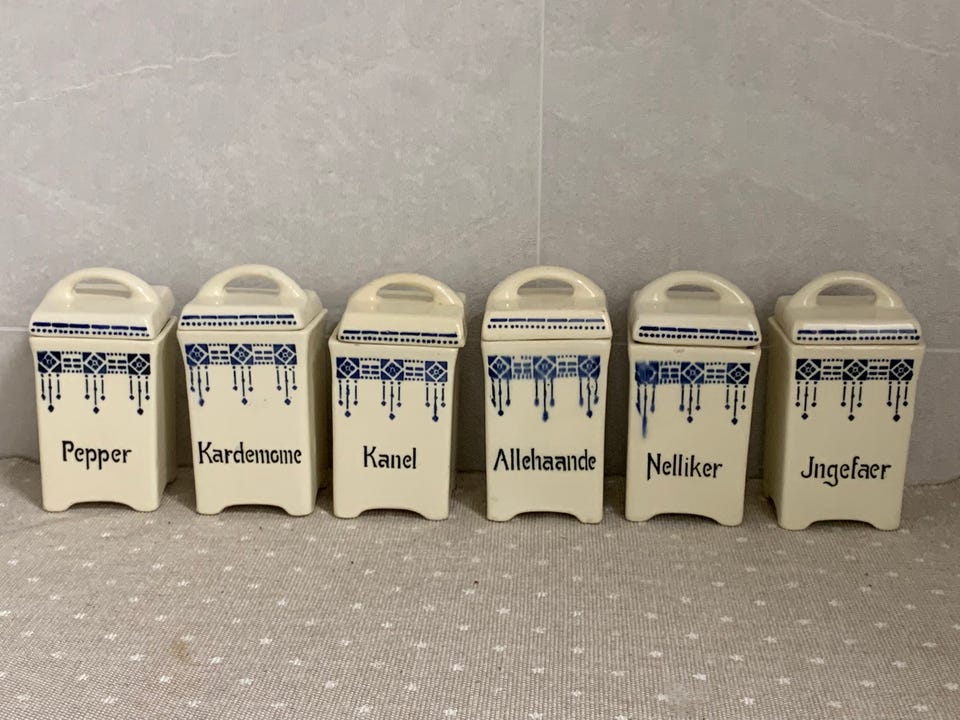 Pepper
Kardemome
Kanel
Allehaande
Nelliker
Jngefaer